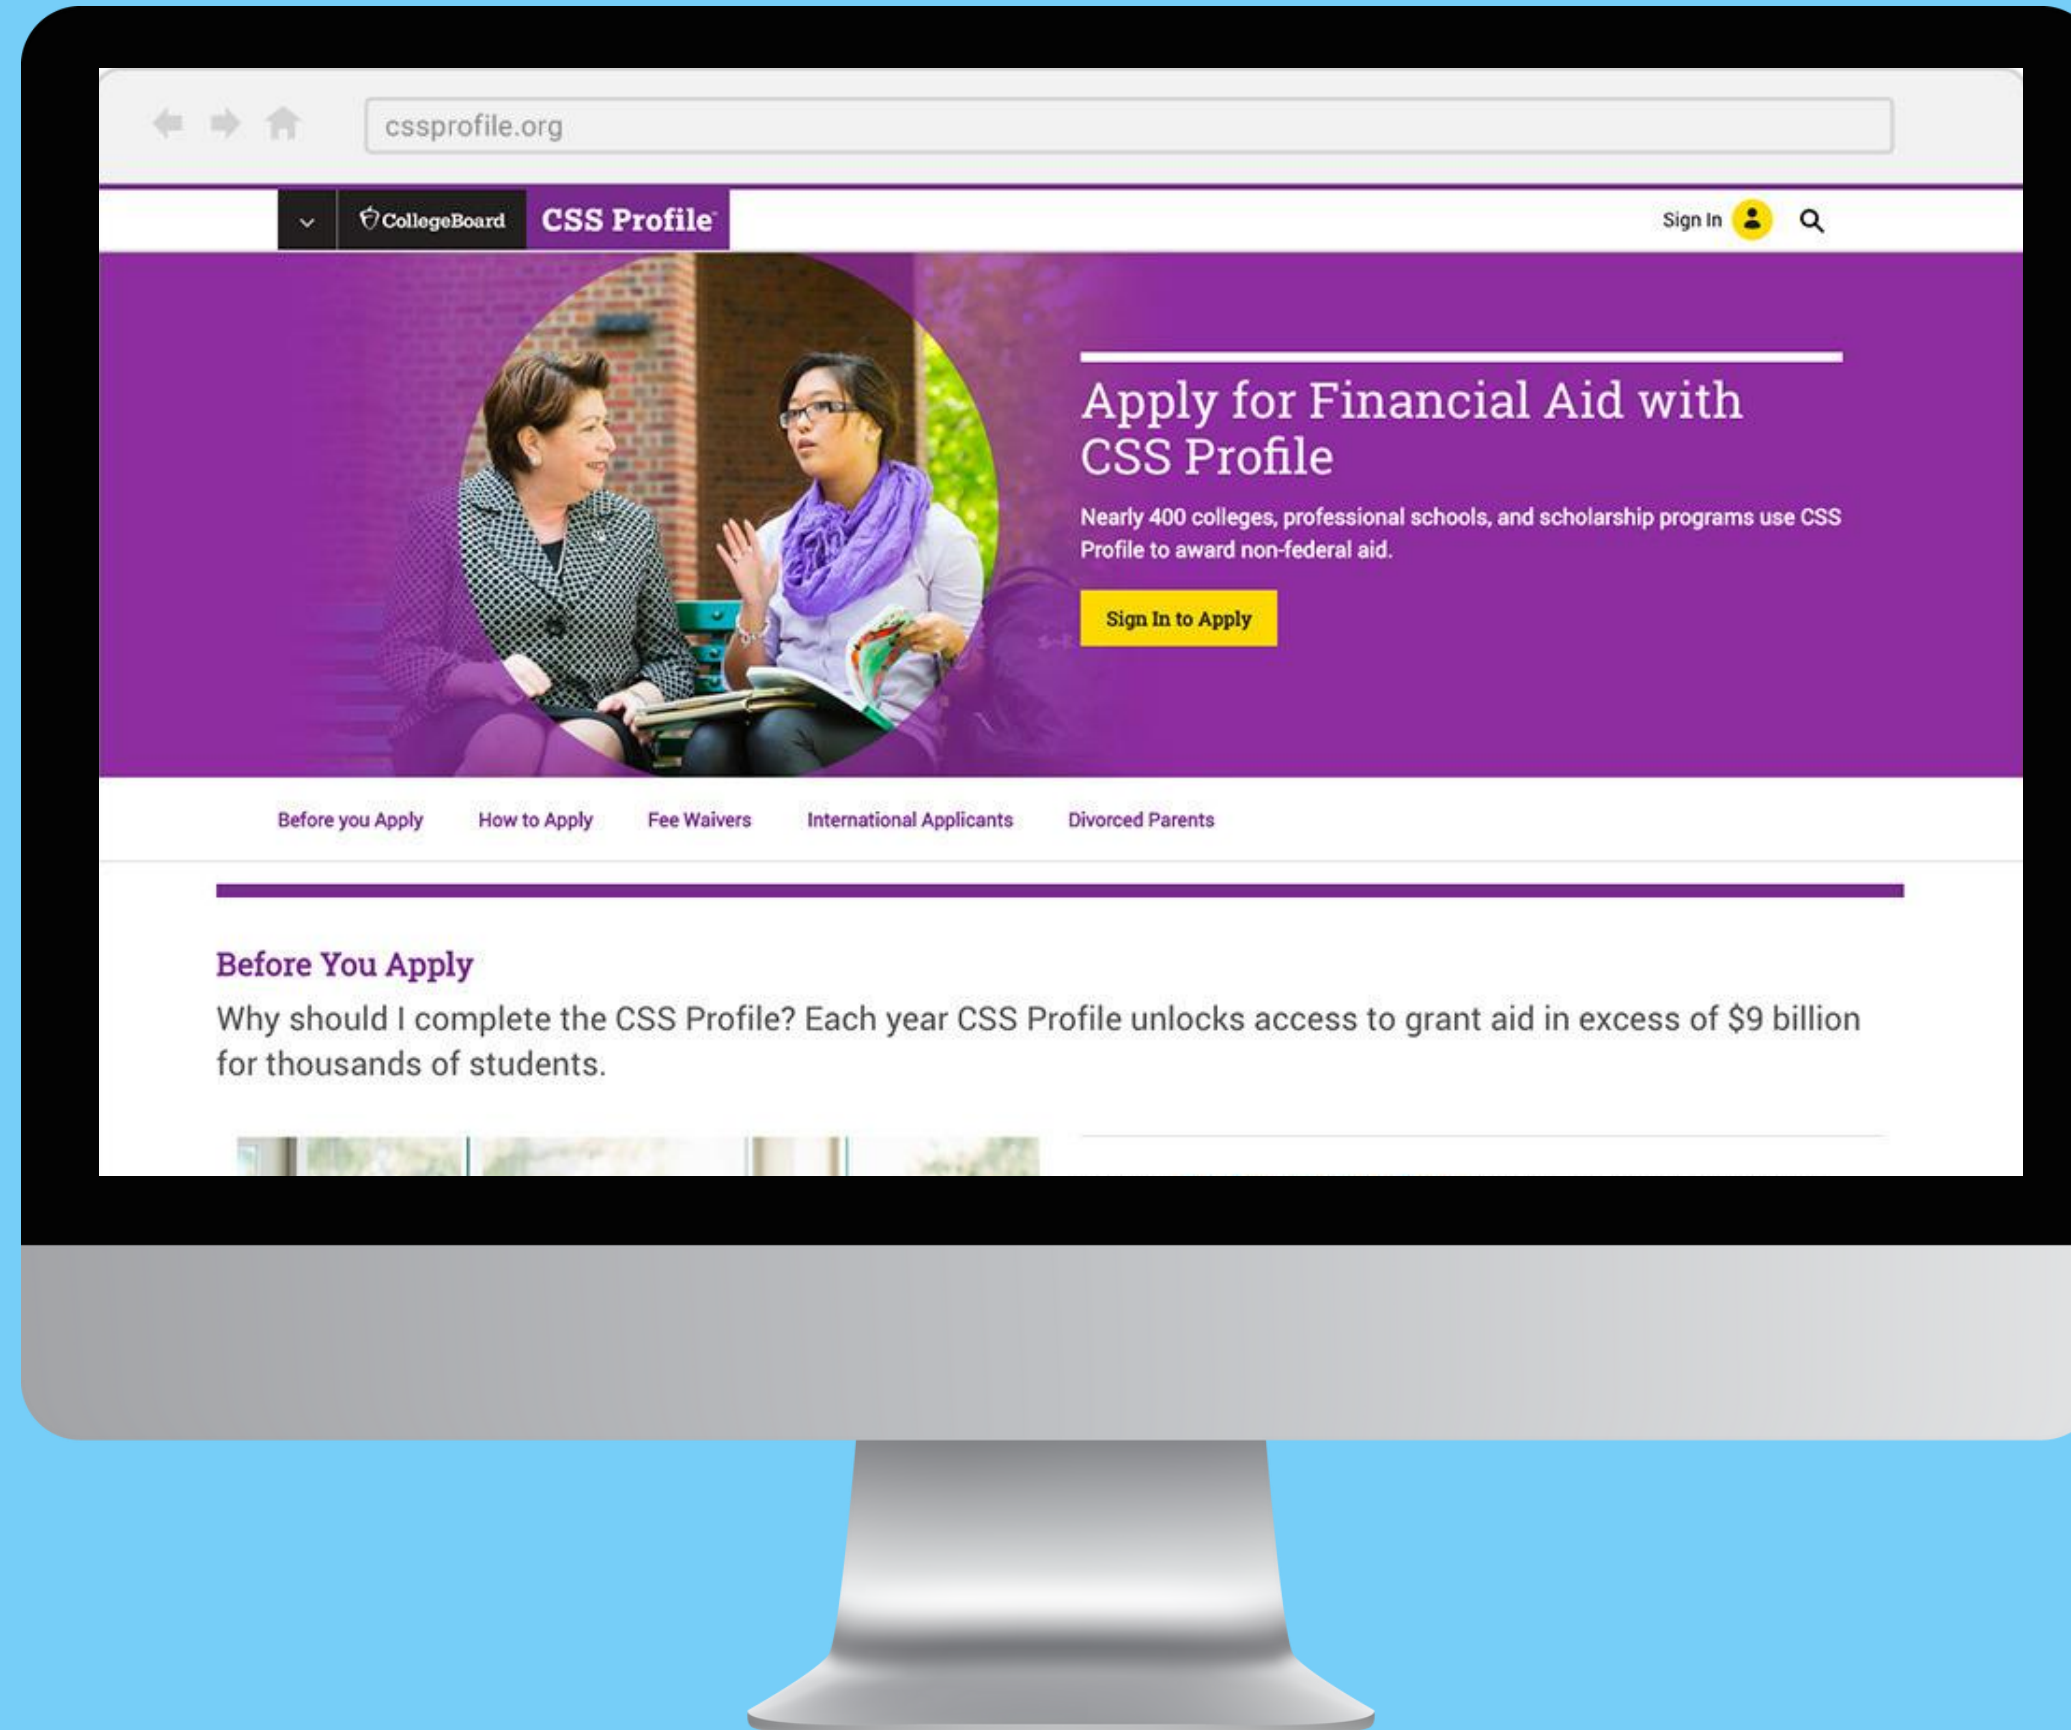 cssprofile.org
CollegeBoard
CSS Profile
Sign In
Apply for Financial Aid with
CSS Profile
Nearly 400 colleges, professional schools, and scholarship programs use CSS
Profile to award non-federal aid.
Sign In to Apply
Before you Apply
How to Apply
Fee Waivers
International Applicants
Divorced Parents
Before You Apply
Why should I complete the CSS Profile? Each year CSS Profile unlocks access to grant aid in excess of $9 billion
for thousands of students.